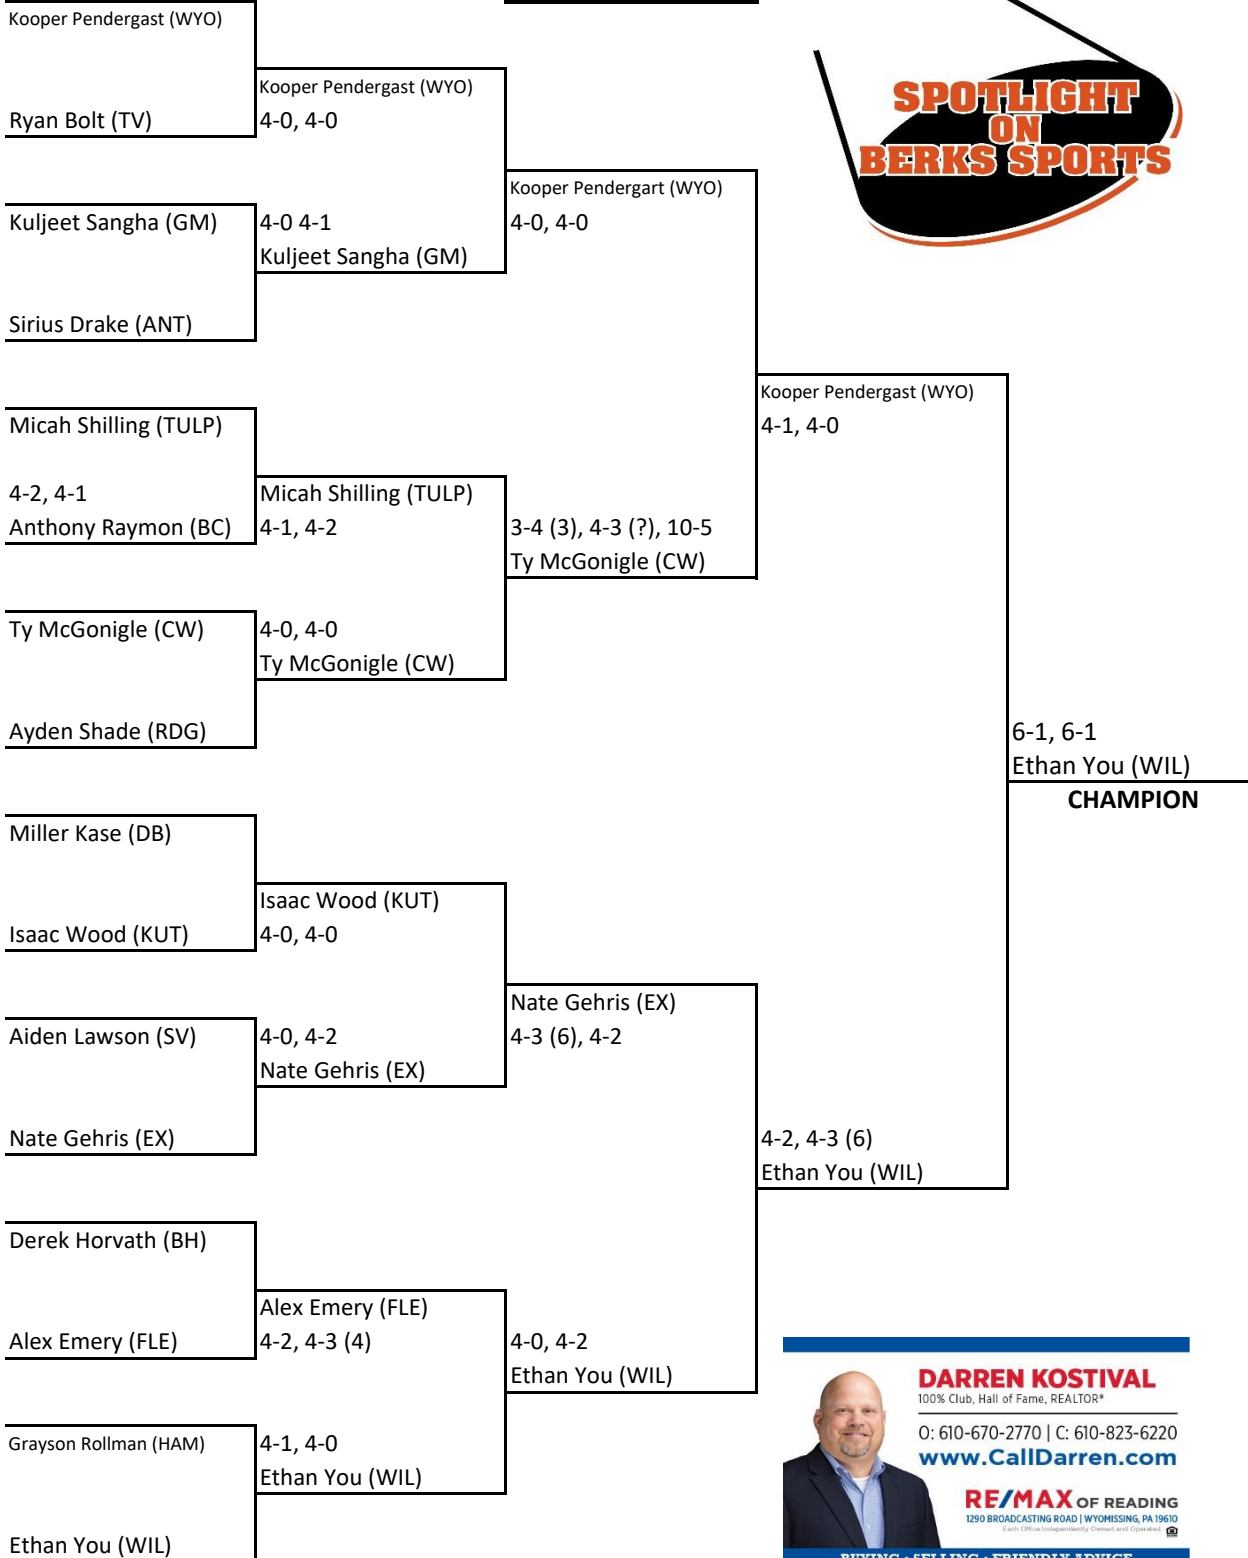 Kooper Pendergast (WYO)
Ryan Bolt (TV)
Kuljeet Sangha (GM)
Sirius Drake (ANT)
Micah Shilling (TULP)
4-2, 4-1
Anthony Raymon (BC)
Ty McGonigle (CW)
Ayden Shade (RDG)
Miller Kase (DB)
Isaac Wood (KUT)
Aiden Lawson (SV)
Nate Gehris (EX)
Derek Horvath (BH)
Alex Emery (FLE)
Grayson Rollman (HAM)
Ethan You (WIL)
Kooper Pendergast (WYO)
4-0, 4-0
4-0 4-1
Kuljeet Sangha (GM)
Micah Shilling (TULP)
4-1, 4-2
4-0, 4-0
Ty McGonigle (CW)
Isaac Wood (KUT)
4-0, 4-0
4-0, 4-2
Nate Gehris (EX)
Alex Emery (FLE)
4-2, 4-3 (4)
4-1, 4-0
Ethan You (WIL)
Kooper Pendergart (WYO)
4-0, 4-0
3-4 (3), 4-3 (?), 10-5
Ty McGonigle (CW)
Nate Gehris (EX)
4-3 (6), 4-2
4-0, 4-2
Ethan You (WIL)
Kooper Pendergast (WYO)
4-1, 4-0
4-2, 4-3 (6)
Ethan You (WIL)
6-1, 6-1
Ethan You (WIL)
CHAMPION
SPOTLIGHT
ON
BERKS SPORTS
DARREN KOSTIVAL
100% Club, Hall of Fame, REALTOR®
O: 610-670-2770 | C: 610-823-6220
www.CallDarren.com
RE/MAX OF READING
1290 BROADCASTING ROAD | WYOMISSING, PA 19610
Each Office Independently Owned and Operated
BUYING • SELLING • FRIENDLY ADVICE